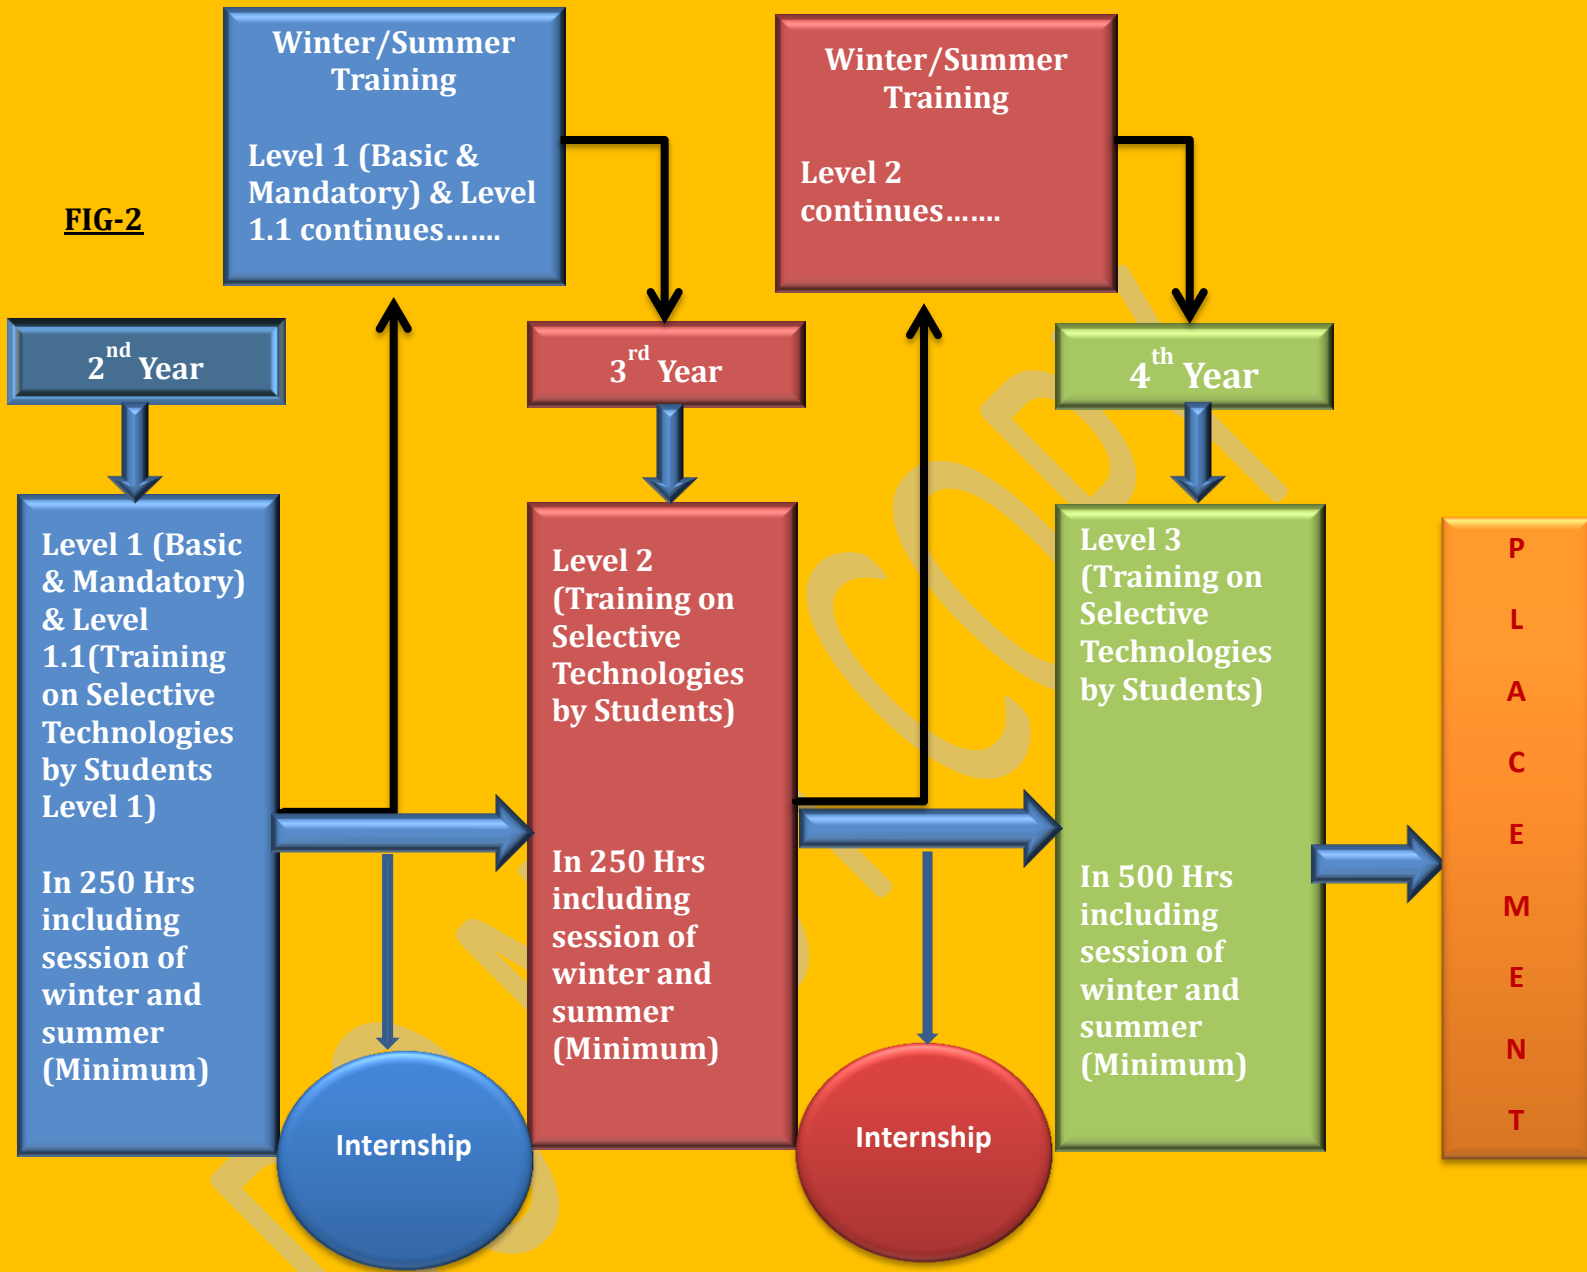 Winter/Summer
Training
Level 1 (Basic &
Mandatory) & Level
1.1 continues.......
Winter/Summer
Training
Level 2
continues.......
FIG-2
2nd Year
3rd Year
4th Year
Level 1 (Basic
& Mandatory)
& Level
1.1(Training
on Selective
Technologies
by Students
Level 1)
In 250 Hrs
including
session of
winter and
summer
(Minimum)
Level 2
(Training on
Selective
Technologies
by Students)
In 250 Hrs
including
session of
winter and
summer
(Minimum)
Level 3
(Training on
Selective
Technologies
by Students)
In 500 Hrs
including
session of
winter and
summer
(Minimum)
P
L
A
C
E
M
E
N
T
Internship
Internship